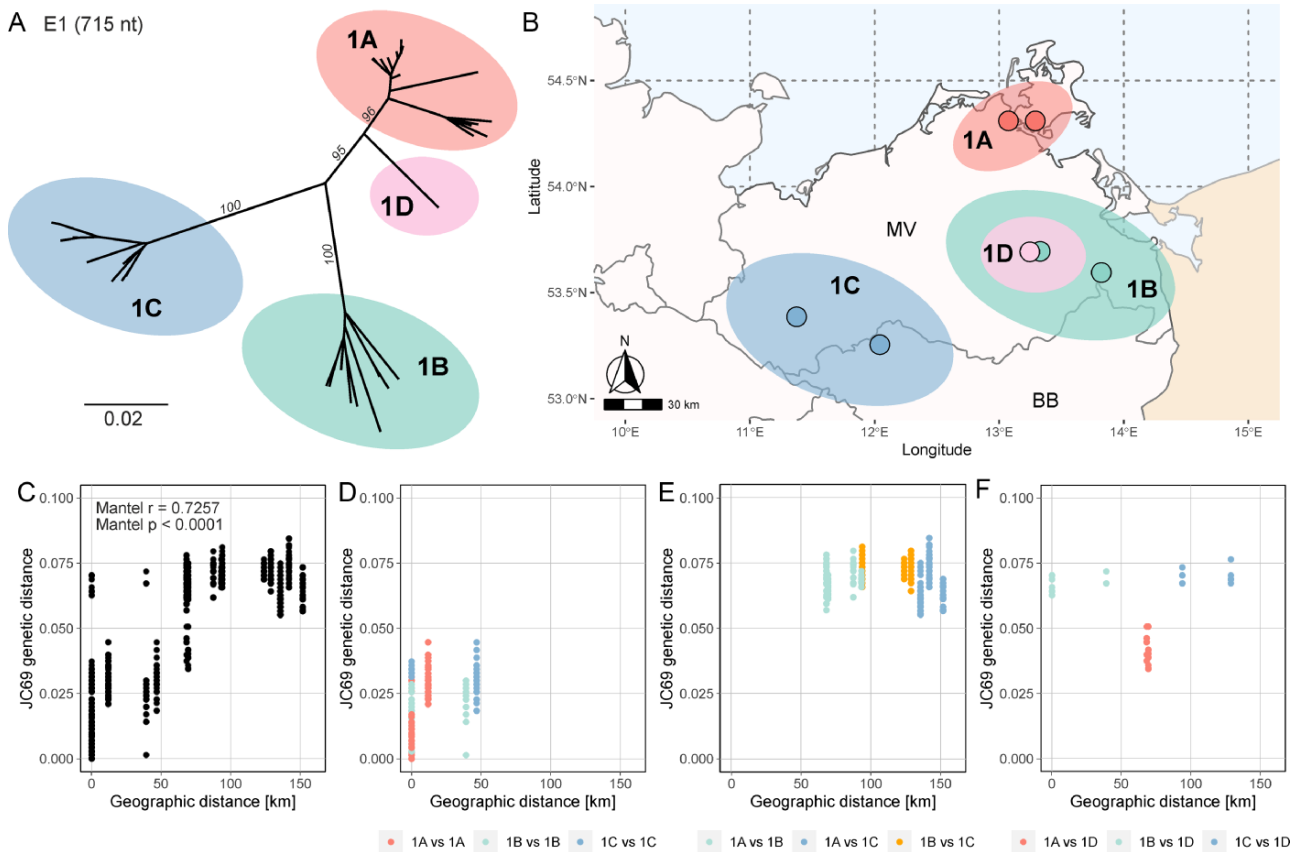 A E1 (715 nt)
1A
96
95
1D
100
100
1C
1B
0.02
B
54.5°N
54.0°N
53.5°N
53.0°N
Latitude
1A
MV
1D
1B
1C
N
30 km
BB
10°E 11°E 12°E 13°E 14°E 15°E
Longitude
C
Mantel r = 0.7257
Mantel p < 0.0001
0.100
0.075
0.050
0.025
0.000
JC69 genetic distance
0 50 100 150
Geographic distance [km]
D
0.100
0.075
0.050
0.025
0.000
JC69 genetic distance
0 50 100 150
Geographic distance [km]
1A vs 1A 1B vs 1B 1C vs 1C
E
0.100
0.075
0.050
0.025
0.000
JC69 genetic distance
0 50 100 150
Geographic distance [km]
1A vs 1B 1A vs 1C 1B vs 1C
F
0.100
0.075
0.050
0.025
0.000
JC69 genetic distance
0 50 100 150
Geographic distance [km]
1A vs 1D 1B vs 1D 1C vs 1D